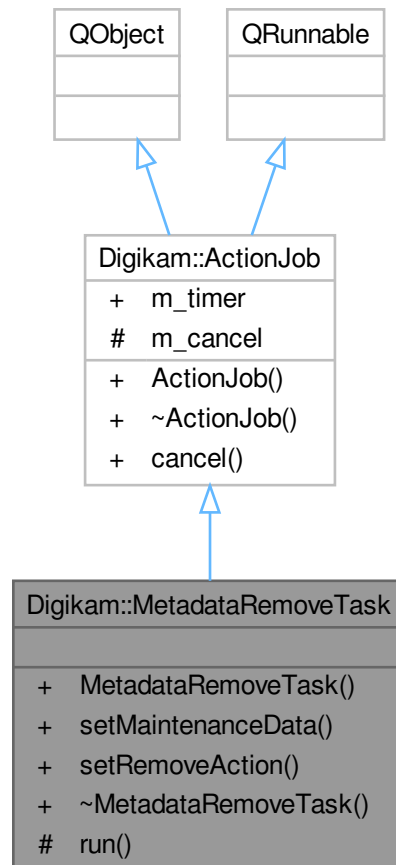 QObject
QRunnable
Digikam::ActionJob
+ m_timer
# m_cancel
+ ActionJob()
+ ~ActionJob()
+ cancel()
Digikam::MetadataRemoveTask
+ MetadataRemoveTask()
+ setMaintenanceData()
+ setRemoveAction()
+ ~MetadataRemoveTask()
# run()